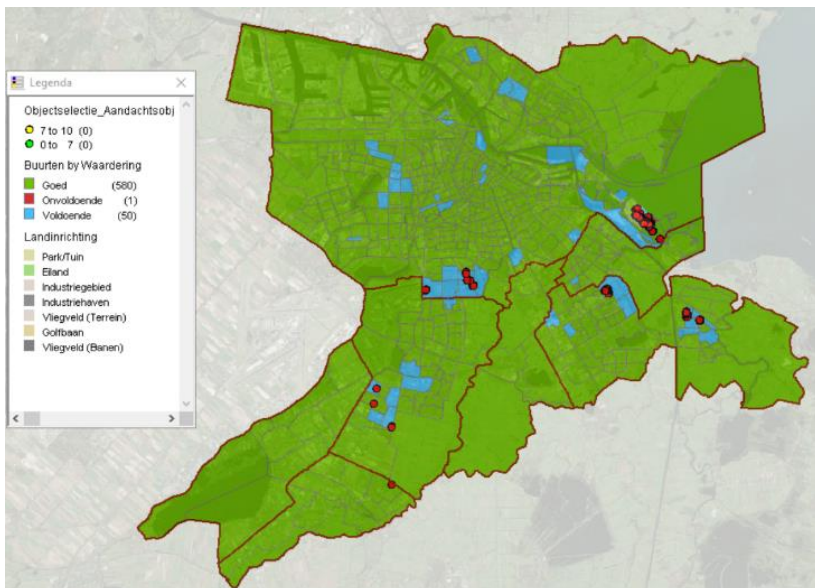 Legenda
Objectselectie_Aandachtsobj
7 to 10 (0)
0 to 7 (0)
Buurten by Waardering
Goed (580)
Onvoldoende (1)
Voldoende (50)
Landinrichting
Park/Tuin
Eiland
Industriegebied
Industriehaven
Vliegveld (Terrein)
Golfbaan
Vliegveld (Banen)